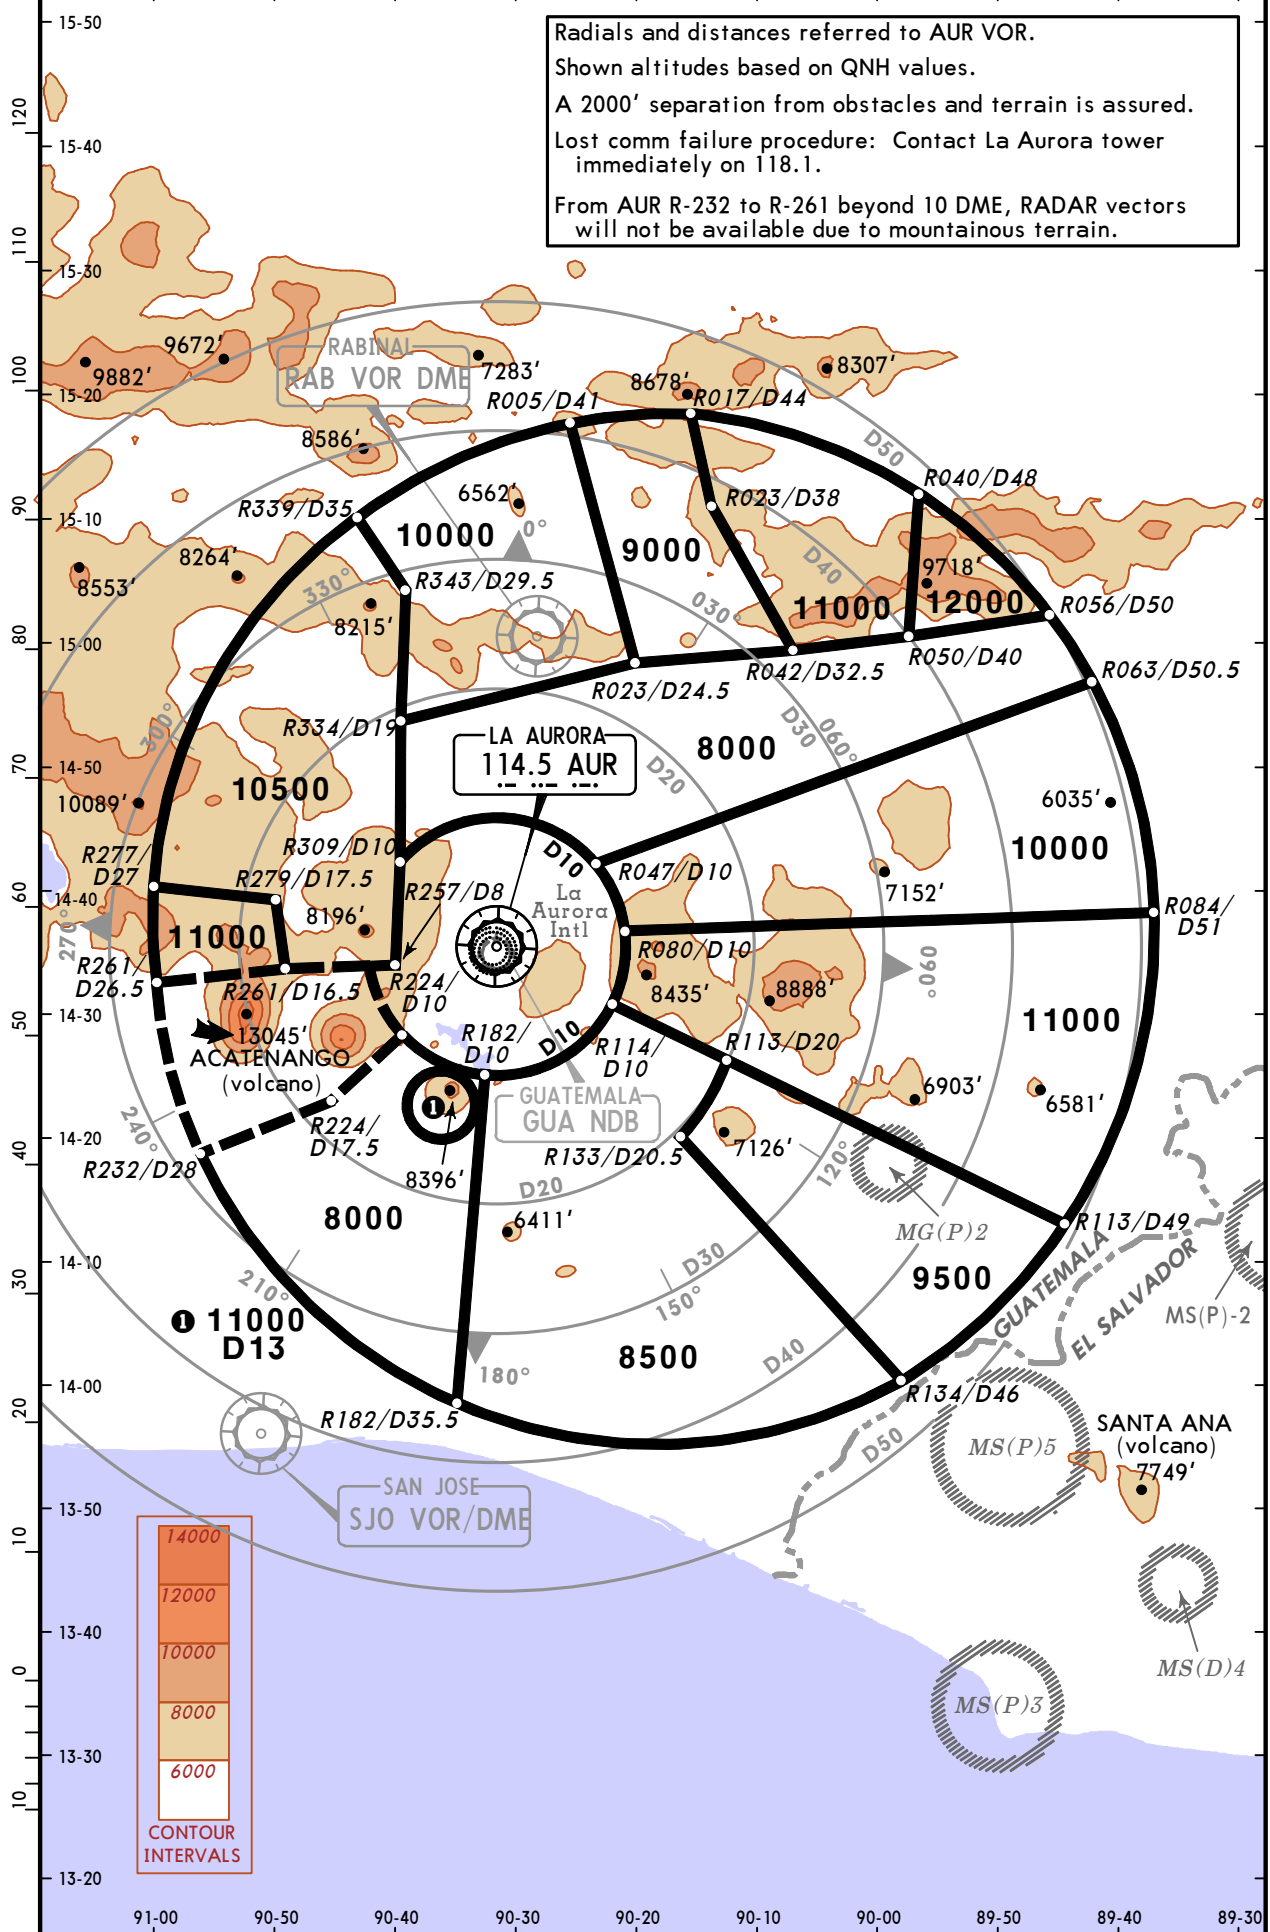 Radials and distances referred to AUR VOR.
Shown altitudes based on QNH values.
A 2000' separation from obstacles and terrain is assured.
Lost comm failure procedure: Contact La Aurora tower
immediately on 118.1.
From AUR R-232 to R-261 beyond 10 DME, RADAR vectors
will not be available due to mountainous terrain.
15-50
120
15-40
110
15-30
9672'
9882'
RABINAL
RAB VOR DME
7283'
8307'
100
15-20
8678'
R005/D41
R017/D44
8586'
D50
R040/D48
90
15-10
R339/D35
6562'
R023/D38
10000
0°
9000
8264'
8553'
330°
R343/D29.5
D40
9718'
030°
11000
12000
R056/D50
8215'
80
15-00
R050/D40
R042/D32.5
R063/D50.5
R023/D24.5
300°
R334/D19
LA AURORA
114.5 AUR
D30
060°
8000
D20
70
14-50
10500
10089'
6035'
R309/D10
R277/
D27
D10
10000
R279/D17.5
R257/D8
R047/D10
7152'
60
14-40
La
Aurora
Intl
8196'
R084/
D51
270°
11000
R080/D10
R261/
D26.5
R261/D16.5
R224/
D10
8435'
8888'
090°
50
14-30
13045'
ACATENANGO
(volcano)
R182/
D10
D10
R114/
D10
R113/D20
11000
6903'
6581'
GUATEMALA
GUA NDB
240°
R224/
D17.5
40
14-20
R232/D28
8396'
1
R133/D20.5
7126'
120°
D20
8000
6411'
MG(P)2
R113/D49
D30
GUATEMALA
EL SALVADOR
30
14-10
210°
150°
9500
MS(P)-2
1 11000
D13
8500
D40
180°
14-00
20
R182/D35.5
R134/D46
D50
MS(P)5
SANTA ANA
(volcano)
7749'
SAN JOSE
SJO VOR/DME
13-50
10
14000
12000
10000
8000
6000
CONTOUR
INTERVALS
13-40
MS(D)4
0
MS(P)3
13-30
10
13-20
91-00
90-50
90-40
90-30
90-20
90-10
90-00
89-50
89-40
89-30